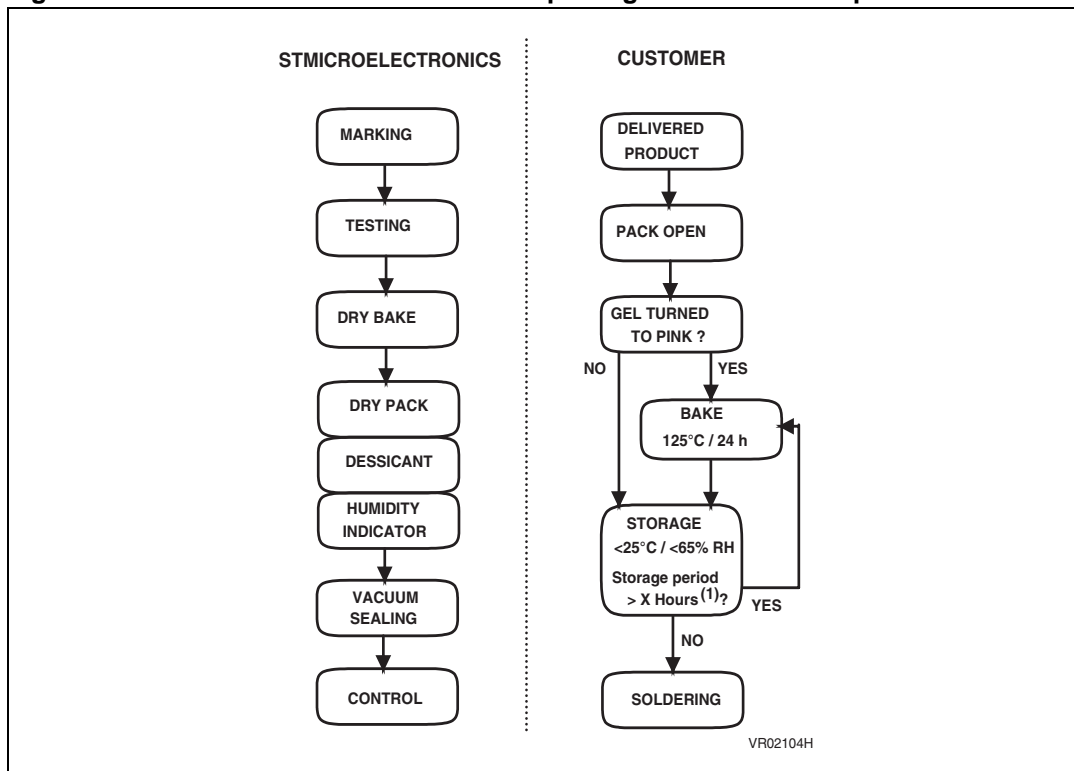 STMICROELECTRONICS
MARKING
TESTING
DRY BAKE
DRY PACK
DESSICANT
HUMIDITY
INDICATOR
VACUUM
SEALING
CONTROL
CUSTOMER
DELIVERED
PRODUCT
PACK OPEN
GEL TURNED
TO PINK ?
NO
YES
BAKE
125°C / 24 h
STORAGE
<25°C / <65% RH
Storage period
> X Hours(1)?
YES
NO
SOLDERING
VR02104H